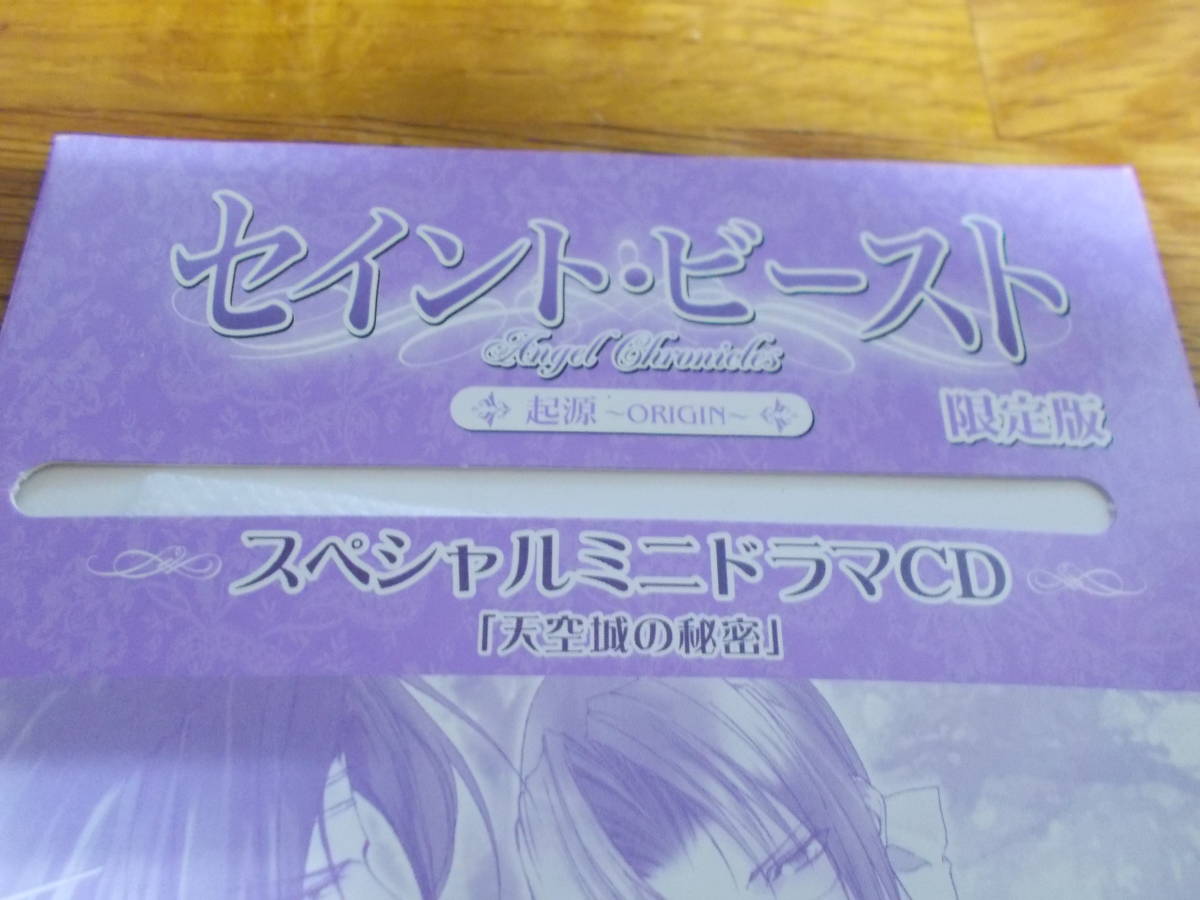 セイント・ビースト
Angel Chronicles
起源 ~ORIGIN~
限定版
スペシャルミニドラマCD
「天空城の秘密」